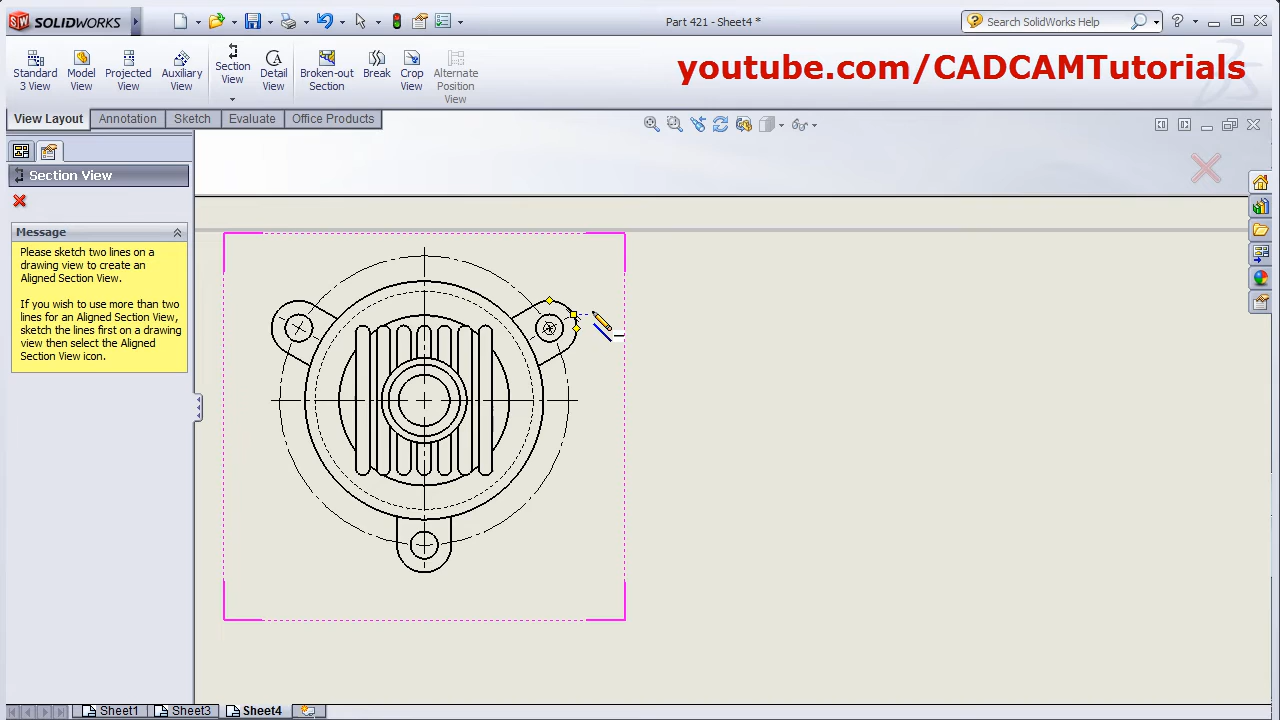 SOLIDWORKS
Part 421 - Sheet4 *
Search SolidWorks Help
Standard 3 View
Model View
Projected View
Auxiliary View
Section View
Detail View
Broken-out Section
Break
Crop View
Alternate Position View
youtube.com/CADCAMTutorials
View Layout
Annotation
Sketch
Evaluate
Office Products
Section View
Message
Please sketch two lines on a
drawing view to create an
Aligned Section View.
If you wish to use more than two
lines for an Aligned Section View,
sketch the lines first on a drawing
view then select the Aligned
Section View icon.
Sheet1
Sheet3
Sheet4